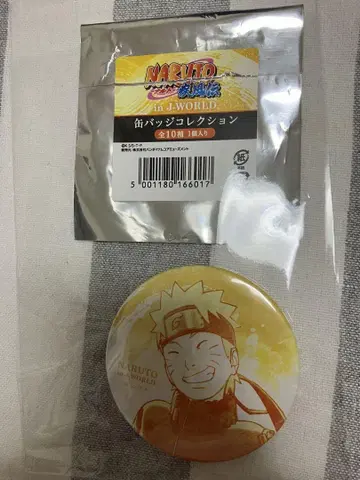 NARUTO
疾風伝
in J-WORLD
缶バッジコレクション
全10種 1個入り
5 001180 166017
NARUTO